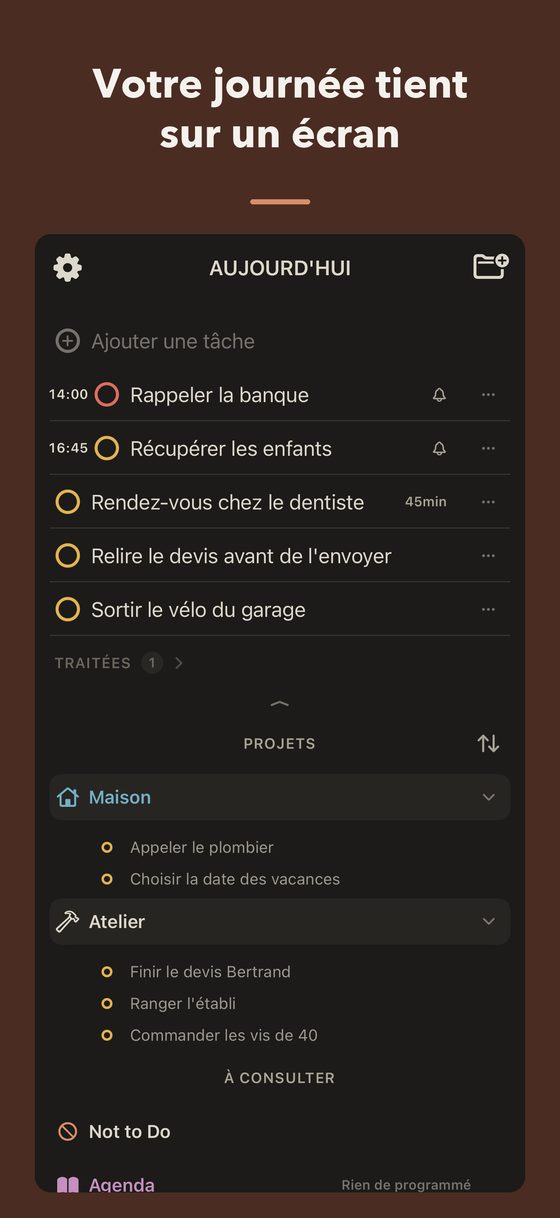 Votre journée tient
sur un écran
AUJOURD'HUI
Ajouter une tâche
14:00 Rappeler la banque
16:45 Récupérer les enfants
Rendez-vous chez le dentiste 45min
Relire le devis avant de l'envoyer
Sortir le vélo du garage
TRAITÉES 1
PROJETS
Maison
Appeler le plombier
Choisir la date des vacances
Atelier
Finir le devis Bertrand
Ranger l'établi
Commander les vis de 40
À CONSULTER
Not to Do
Agenda Rien de programmé